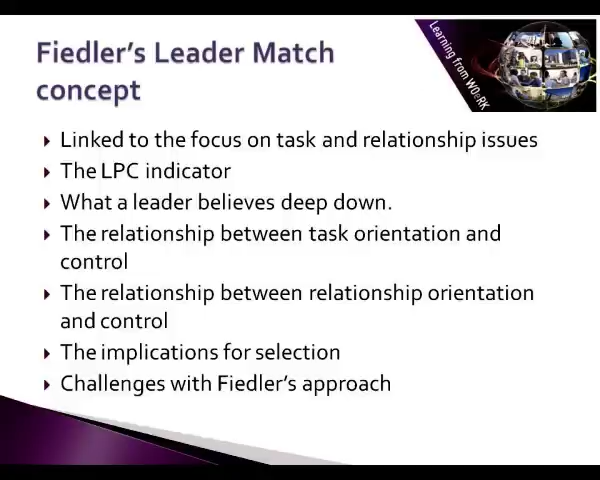 Fiedler's Leader Match
concept
Learning from WOeRK
Linked to the focus on task and relationship issues
The LPC indicator
What a leader believes deep down.
The relationship between task orientation and
control
The relationship between relationship orientation
and control
The implications for selection
Challenges with Fiedler's approach